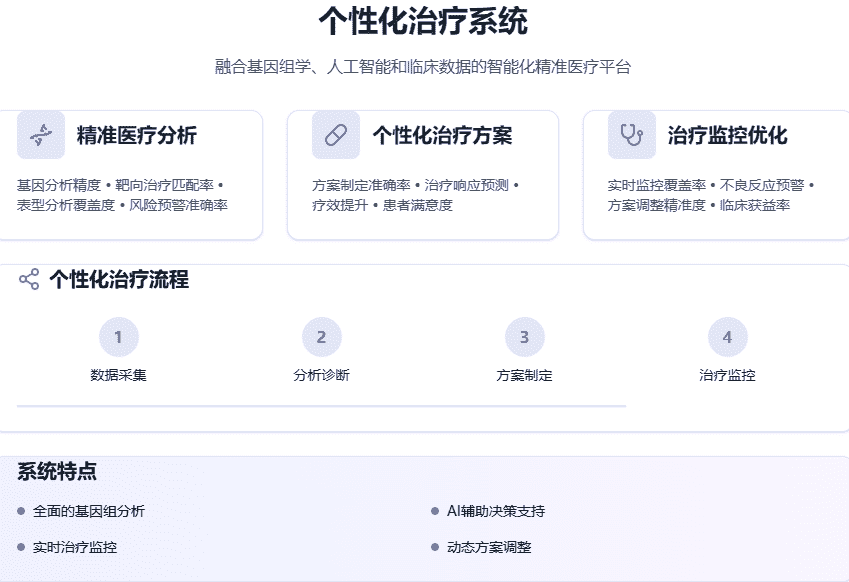 个性化治疗系统
融合基因组学、人工智能和临床数据的智能化精准医疗平台
精准医疗分析
基因分析精度 • 靶向治疗匹配率 •
表型分析覆盖度 • 风险预警准确率
个性化治疗方案
方案制定准确率 • 治疗响应预测 •
疗效提升 • 患者满意度
治疗监控优化
实时监控覆盖率 • 不良反应预警 •
方案调整精准度 • 临床获益率
个性化治疗流程
1
数据采集
2
分析诊断
3
方案制定
4
治疗监控
系统特点
• 全面的基因组分析
• AI辅助决策支持
• 实时治疗监控
• 动态方案调整